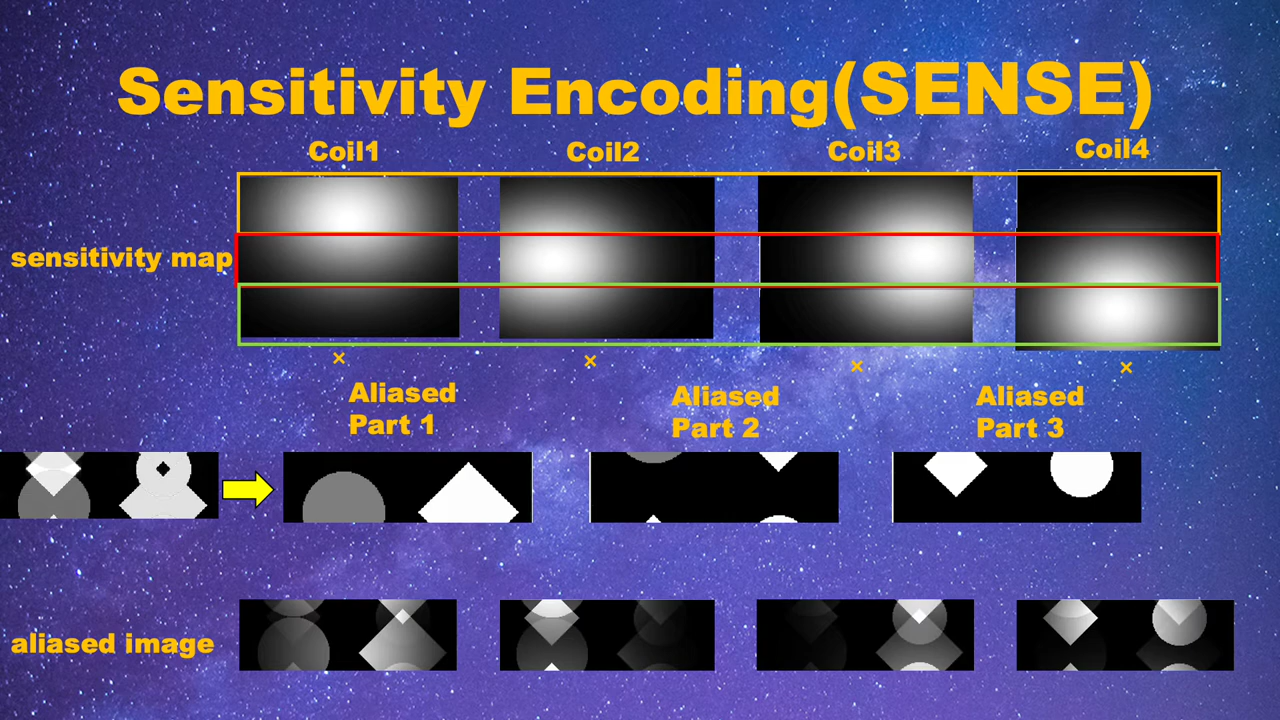 Sensitivity Encoding(SENSE)
Coil1 Coil2 Coil3 Coil4
sensitivity map
× × × ×
Aliased Part 1
Aliased Part 2
Aliased Part 3
aliased image